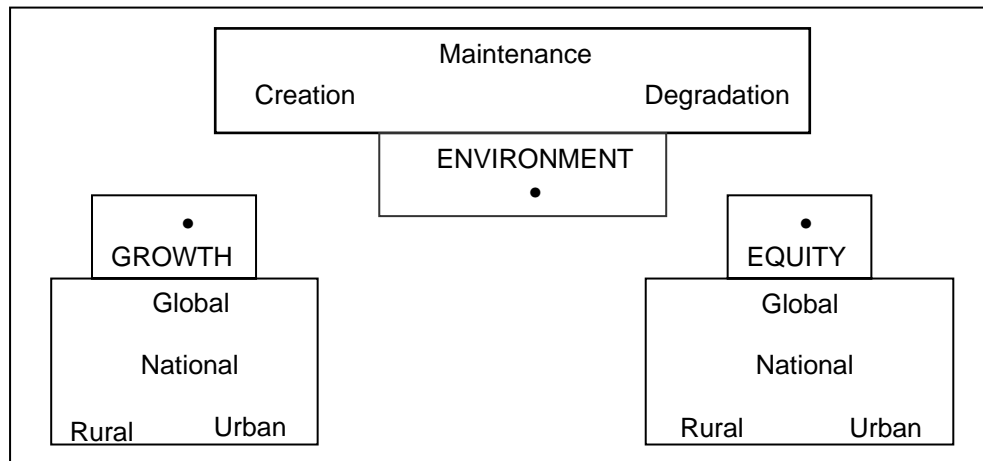 Maintenance
Creation Degradation
ENVIRONMENT
GROWTH EQUITY
Global Global
National National
Rural Urban Rural Urban